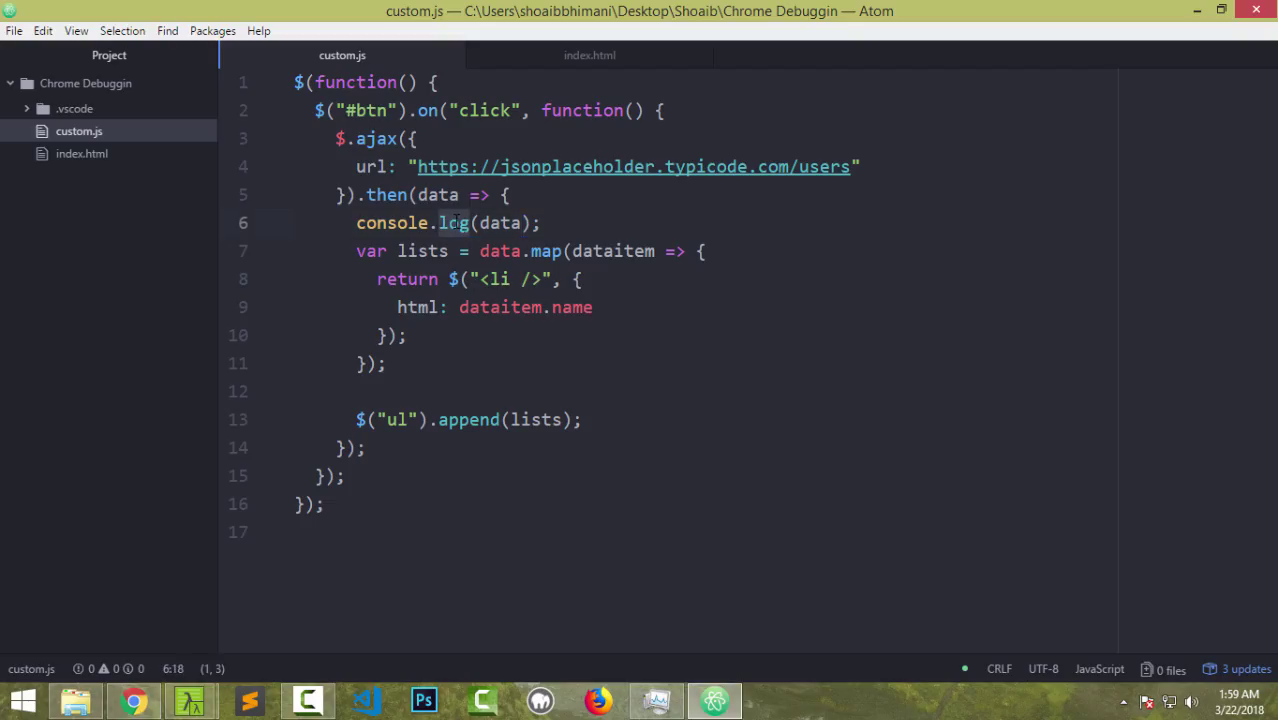 custom.js — C:\Users\shoaibbhimani\Desktop\Shoaib\Chrome Debuggin — Atom
File Edit View Selection Find Packages Help
Project
custom.js
index.html
Chrome Debuggin
.vscode
custom.js
index.html
1 $(function() {
2 $("#btn").on("click", function() {
3 $.ajax({
4 url: "https://jsonplaceholder.typicode.com/users"
5 }).then(data => {
6 console.log(data);
7 var lists = data.map(dataitem => {
8 return $("<li />", {
9 html: dataitem.name
10 });
11 });
12
13 $("ul").append(lists);
14 });
15 });
16 });
17
custom.js 0 0 0 6:18 (1, 3) CRLF UTF-8 JavaScript 0 files 3 updates
Ps
1:59 AM
3/22/2018